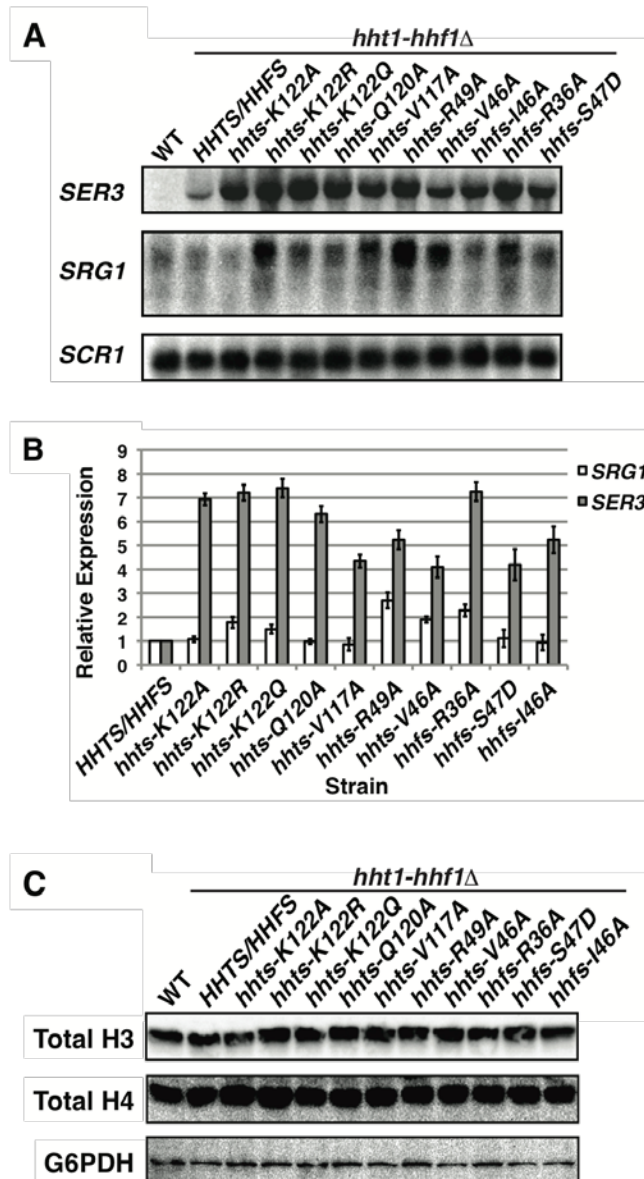 A
hht1-hhf1Δ
WT
HHTS/HHFS
hhts-K122A
hhts-K122R
hhts-K122Q
hhts-Q120A
hhts-V117A
hhts-R49A
hhts-V46A
hhfs-I46A
hhfs-R36A
hhfs-S47D
SER3
SRG1
SCR1
B
Relative Expression
9
8
7
6
5
4
3
2
1
0
SRG1
SER3
HHTS/HHFS
hhts-K122A
hhts-K122R
hhts-K122Q
hhts-Q120A
hhts-V117A
hhts-R49A
hhts-V46A
hhfs-R36A
hhfs-S47D
hhfs-I46A
Strain
C
hht1-hhf1Δ
WT
HHTS/HHFS
hhts-K122A
hhts-K122R
hhts-K122Q
hhts-Q120A
hhts-V117A
hhts-R49A
hhts-V46A
hhfs-R36A
hhfs-S47D
hhfs-I46A
Total H3
Total H4
G6PDH